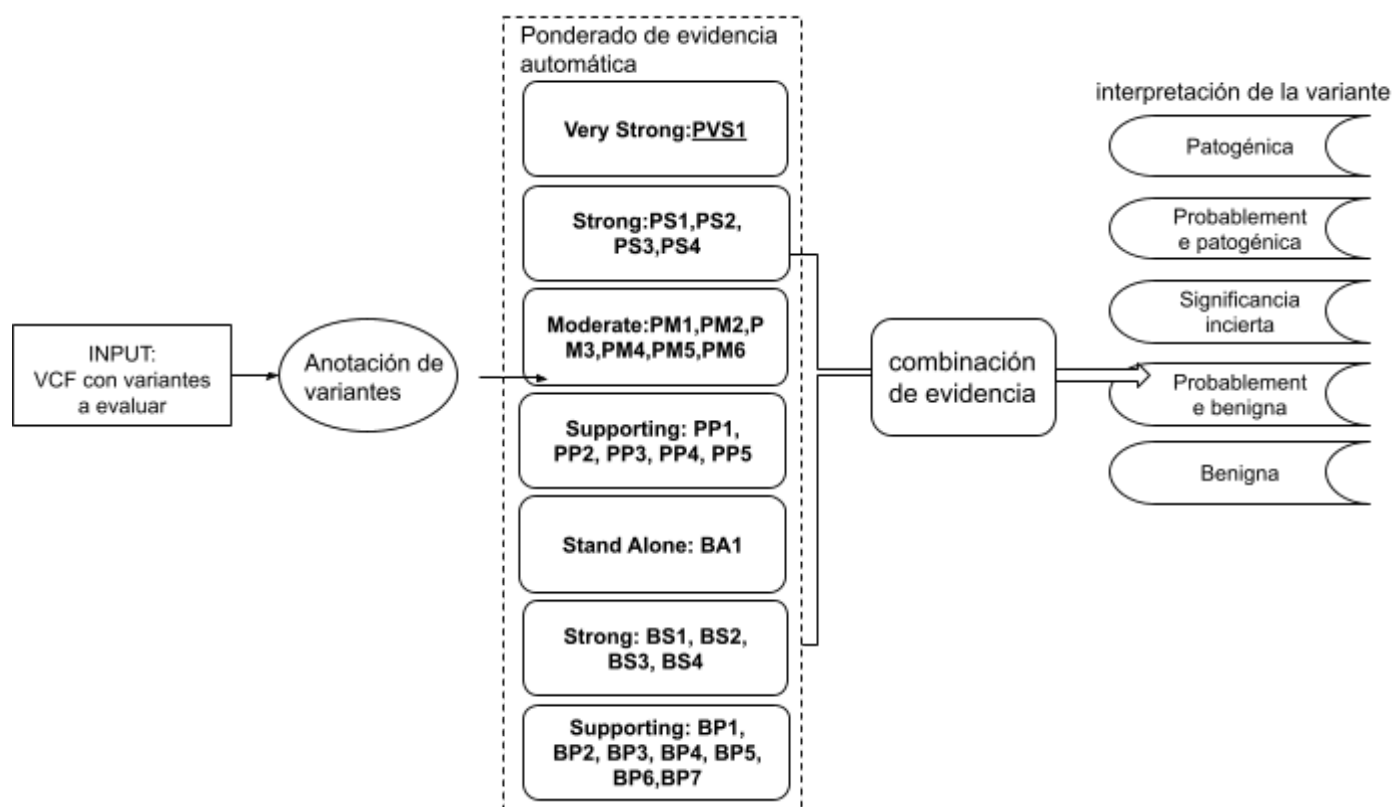 INPUT:
VCF con variantes
a evaluar
Anotación de
variantes
Ponderado de evidencia
automática
Very Strong:PVS1
Strong:PS1,PS2,
PS3,PS4
Moderate:PM1,PM2,P
M3,PM4,PM5,PM6
Supporting: PP1,
PP2, PP3, PP4, PP5
Stand Alone: BA1
Strong: BS1, BS2,
BS3, BS4
Supporting: BP1,
BP2, BP3, BP4, BP5,
BP6,BP7
combinación
de evidencia
interpretación de la variante
Patogénica
Probablement
e patogénica
Significancia
incierta
Probablement
e benigna
Benigna